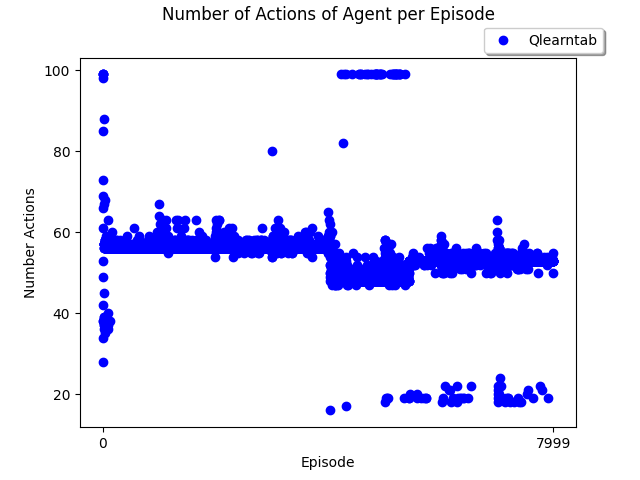 Number of Actions of Agent per Episode
Qlearntab
100
80
60
40
20
Number Actions
0
7999
Episode